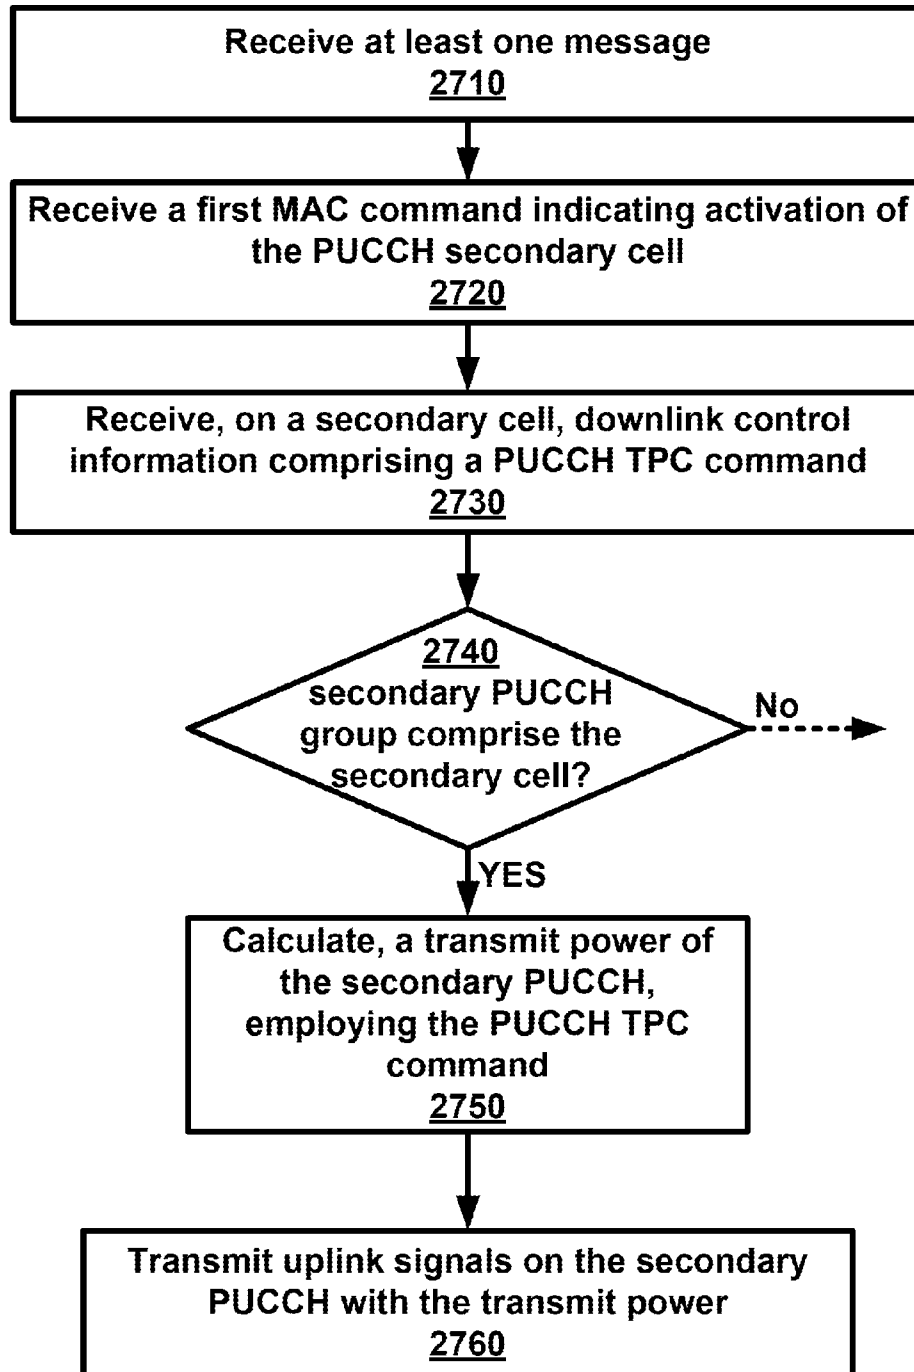 Receive at least one message
2710
Receive a first MAC command indicating activation of
the PUCCH secondary cell
2720
Receive, on a secondary cell, downlink control
information comprising a PUCCH TPC command
2730
2740
secondary PUCCH
group comprise the
secondary cell?
No
YES
Calculate, a transmit power of
the secondary PUCCH,
employing the PUCCH TPC
command
2750
Transmit uplink signals on the secondary
PUCCH with the transmit power
2760